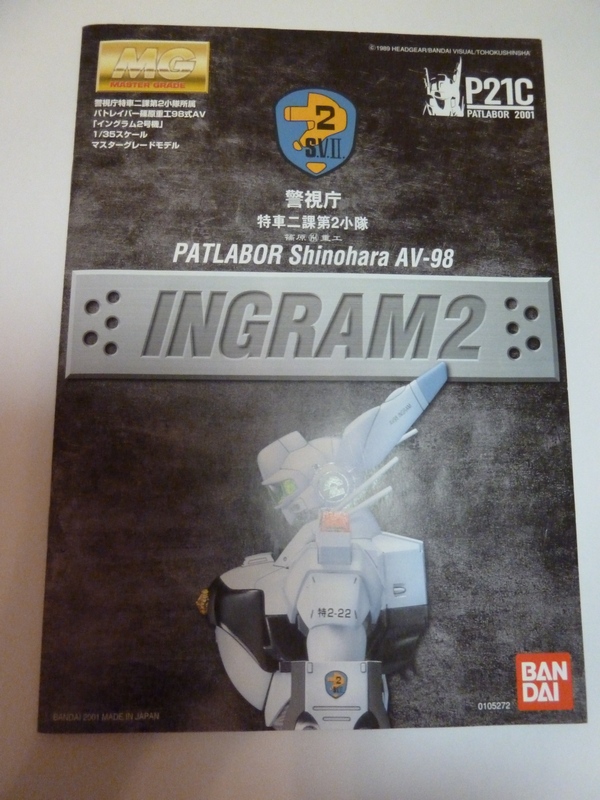 ©1989 HEADGEAR/BANDAI VISUAL/TOHOKUSHINSHA
MG
MASTER GRADE
警視庁特車二課第2小隊所属
パトレイバー篠原重工98式AV
「イングラム2号機」
1/35スケール
マスターグレードモデル
P21C
PATLABOR 2001
2
S.V.II.
警視庁
特車二課第2小隊
篠原重工
PATLABOR Shinohara AV-98
INGRAM2
特2-22
2
BAN
DAI
0105272
BANDAI 2001 MADE IN JAPAN